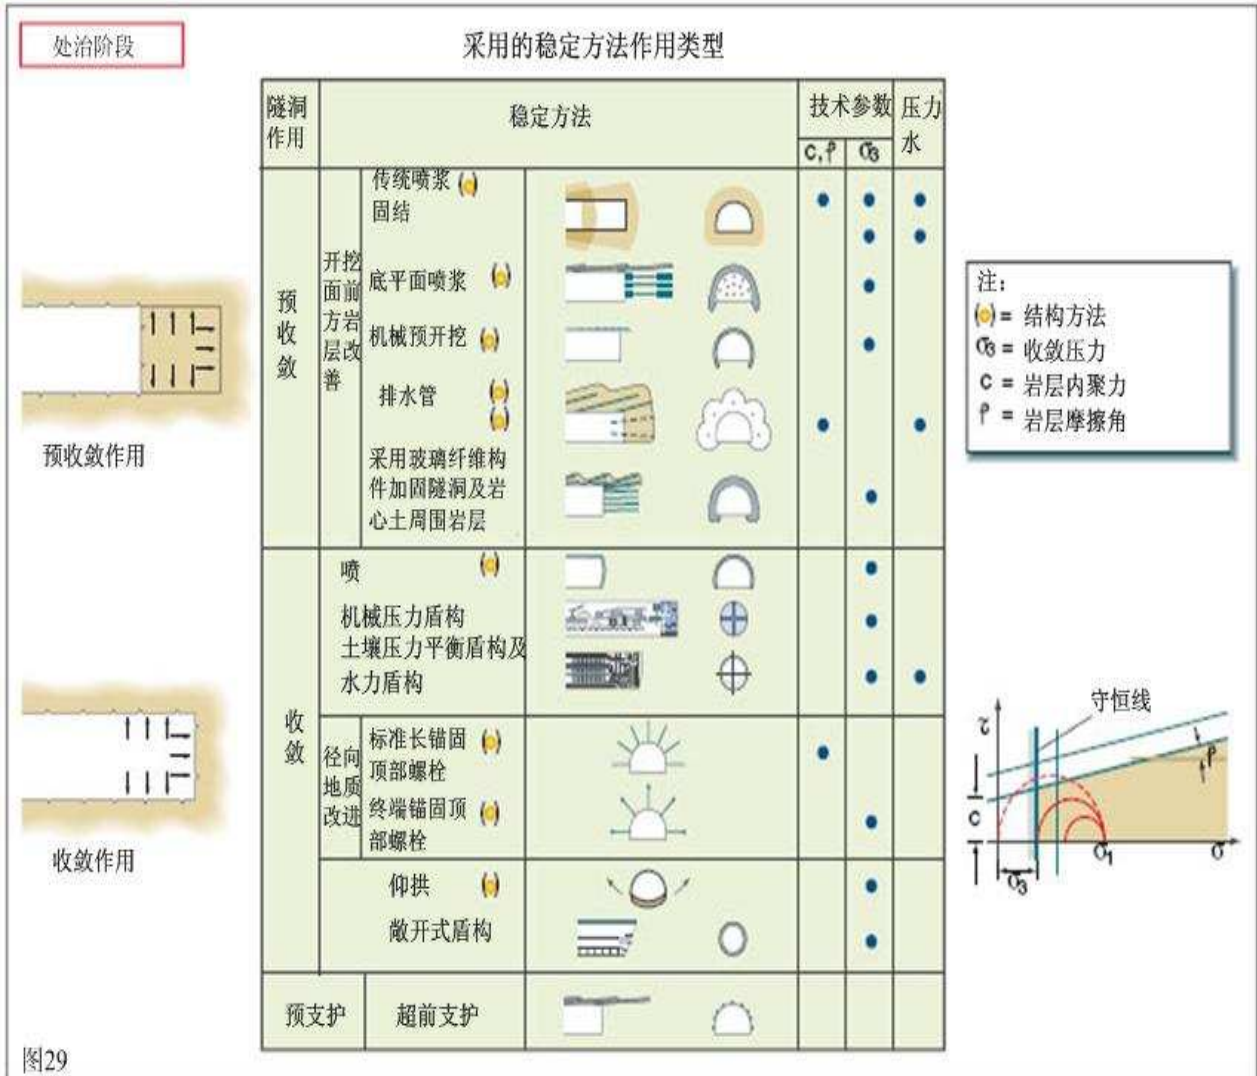 处治阶段
采用的稳定方法作用类型
隧洞
作用
稳定方法
技术参数
c, ρ
σ3
压力
水
预
收
敛
开挖
面前
方岩
层改
善
传统喷浆
固结
底平面喷浆
机械预开挖
排水管
采用玻璃纤维构
件加固隧洞及岩
心土周围岩层
收
敛
喷
机械压力盾构
土壤压力平衡盾构及
水力盾构
径向
地质
改进
标准长锚固
顶部螺栓
终端锚固顶
部螺栓
仰拱
敞开式盾构
预支护
超前支护
预收敛作用
收敛作用
注：
= 结构方法
σ3 = 收敛压力
c = 岩层内聚力
ρ = 岩层摩擦角
守恒线
τ
ρ
c
σ3
σ1
σ
图29